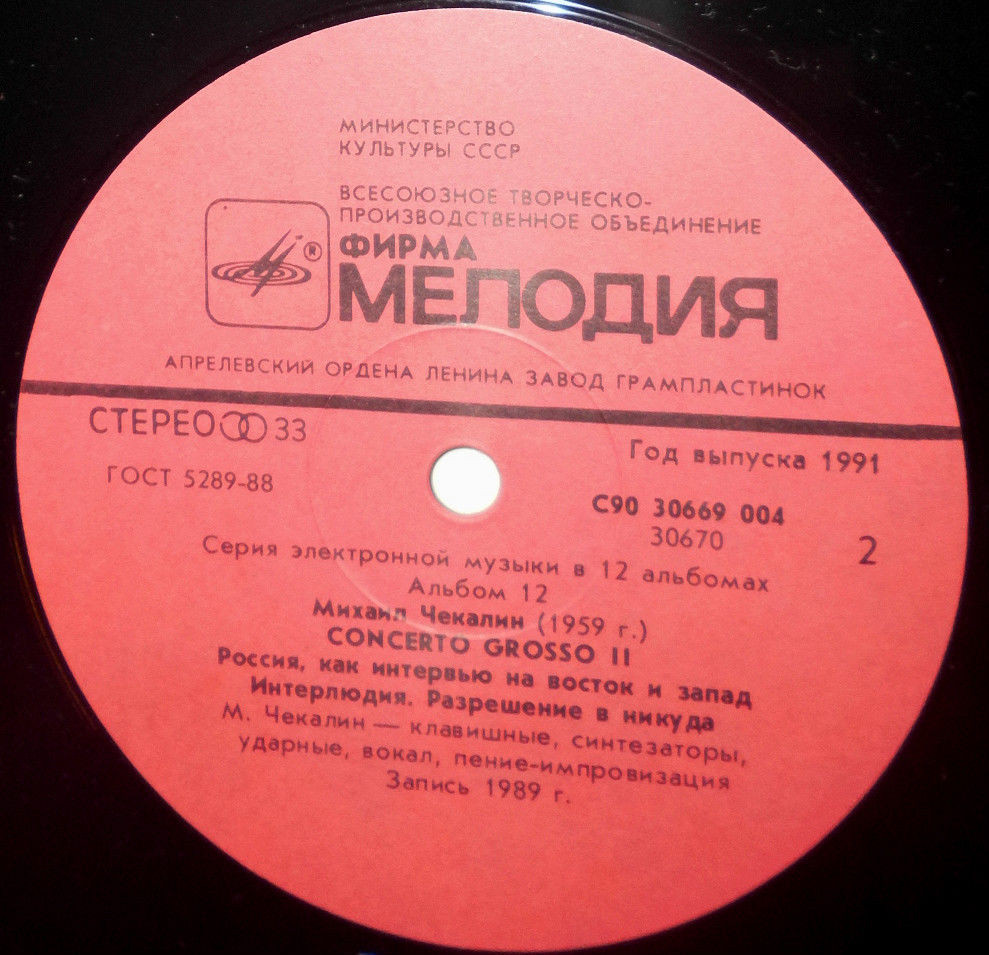 МИНИСТЕРСТВО
КУЛЬТУРЫ СССР
ВСЕСОЮЗНОЕ ТВОРЧЕСКО-
ПРОИЗВОДСТВЕННОЕ ОБЪЕДИНЕНИЕ
ФИРМА
®
МЕЛОДИЯ
АПРЕЛЕВСКИЙ ОРДЕНА ЛЕНИНА ЗАВОД ГРАМПЛАСТИНОК
СТЕРЕО 33
Год выпуска 1991
ГОСТ 5289-88
С90 30669 004
30670
2
Серия электронной музыки в 12 альбомах
Альбом 12
Михаил Чекалин (1959 г.)
CONCERTO GROSSO II
Россия, как интервью на восток и запад
Интерлюдия. Разрешение в никуда
М. Чекалин — клавишные, синтезаторы,
ударные, вокал, пение-импровизация
Запись 1989 г.